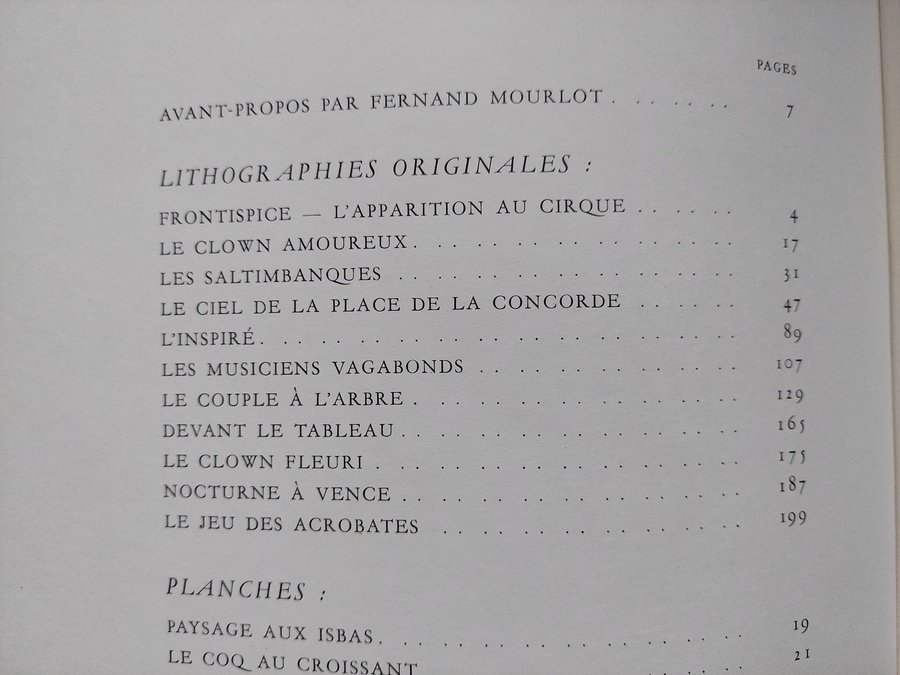 PAGES
AVANT-PROPOS PAR FERNAND MOURLOT . . . . . . 7
LITHOGRAPHIES ORIGINALES :
FRONTISPICE — L'APPARITION AU CIRQUE . . . . . . 4
LE CLOWN AMOUREUX . . . . . . . . . . . . 17
LES SALTIMBANQUES . . . . . . . . . . . . 31
LE CIEL DE LA PLACE DE LA CONCORDE . . . . . . 47
L'INSPIRÉ . . . . . . . . . . . . . . . . 89
LES MUSICIENS VAGABONDS . . . . . . . . . . 107
LE COUPLE À L'ARBRE . . . . . . . . . . . . 129
DEVANT LE TABLEAU . . . . . . . . . . . . 165
LE CLOWN FLEURI . . . . . . . . . . . . . 175
NOCTURNE À VENCE . . . . . . . . . . . . 187
LE JEU DES ACROBATES . . . . . . . . . . . 199
PLANCHES :
PAYSAGE AUX ISBAS . . . . . . . . . . . . 19
LE COQ AU CROISSANT . . . . . . . . . . . 21